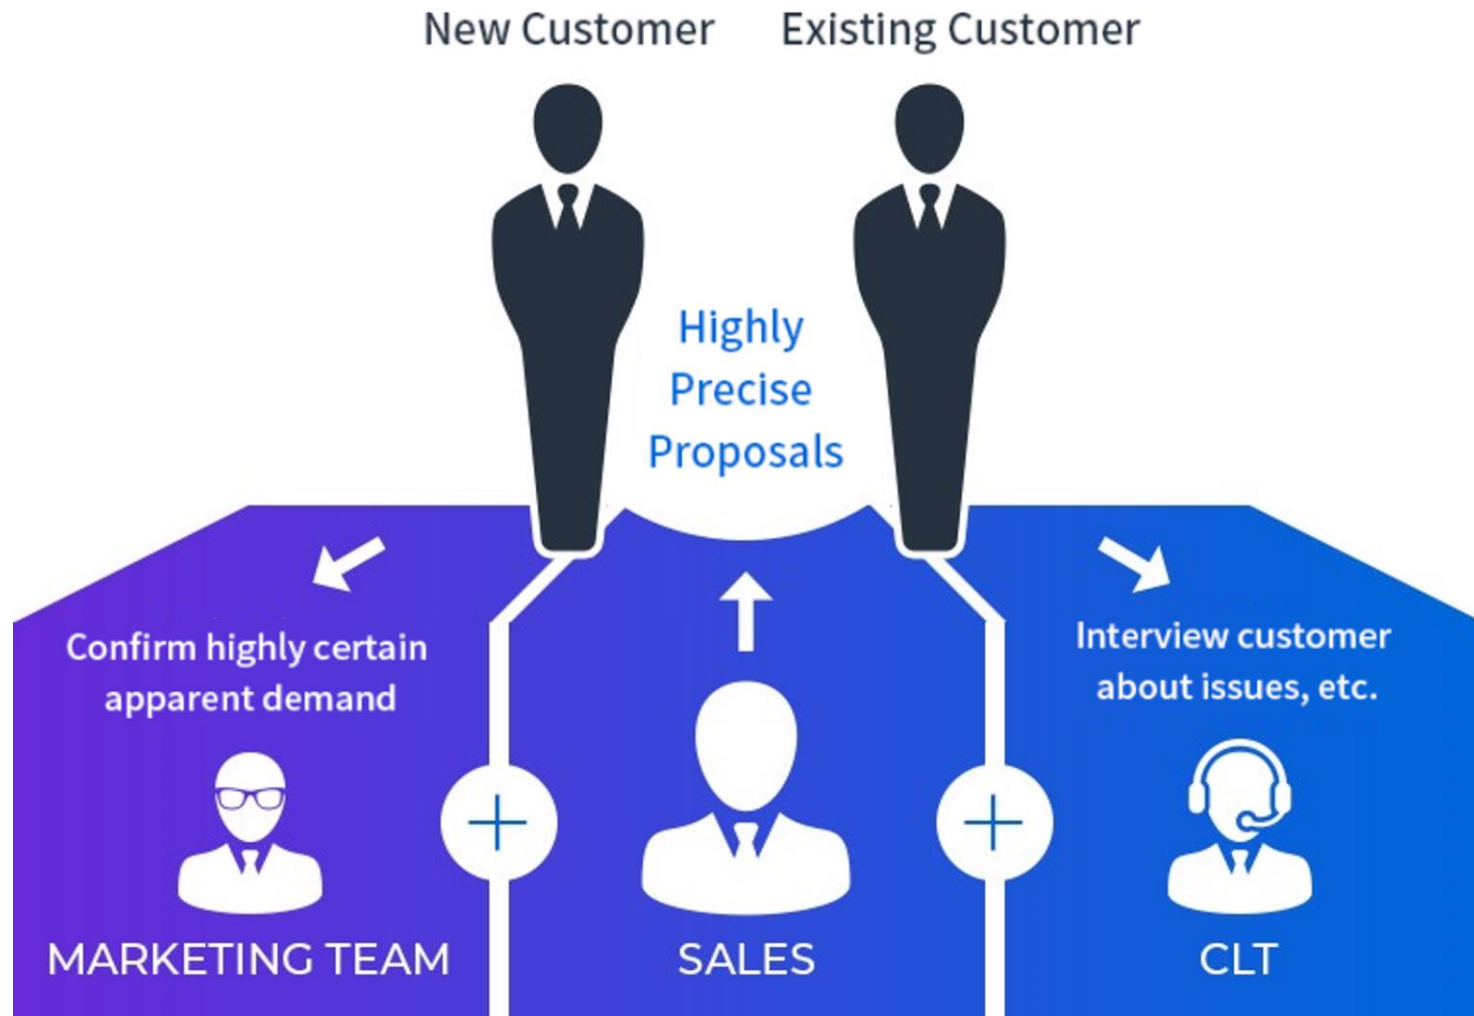 New Customer
Existing Customer
Highly
Precise
Proposals
Confirm highly certain
apparent demand
Interview customer
about issues, etc.
MARKETING TEAM
SALES
CLT